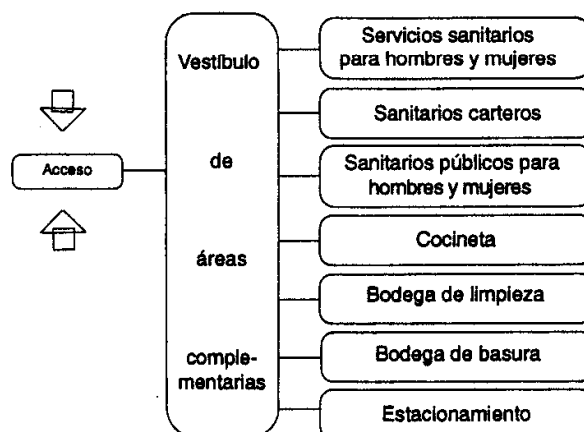 Acceso
Vestíbulo
de
áreas
comple-
mentarias
Servicios sanitarios
para hombres y mujeres
Sanitarios carteros
Sanitarios públicos para
hombres y mujeres
Cocineta
Bodega de limpieza
Bodega de basura
Estacionamiento